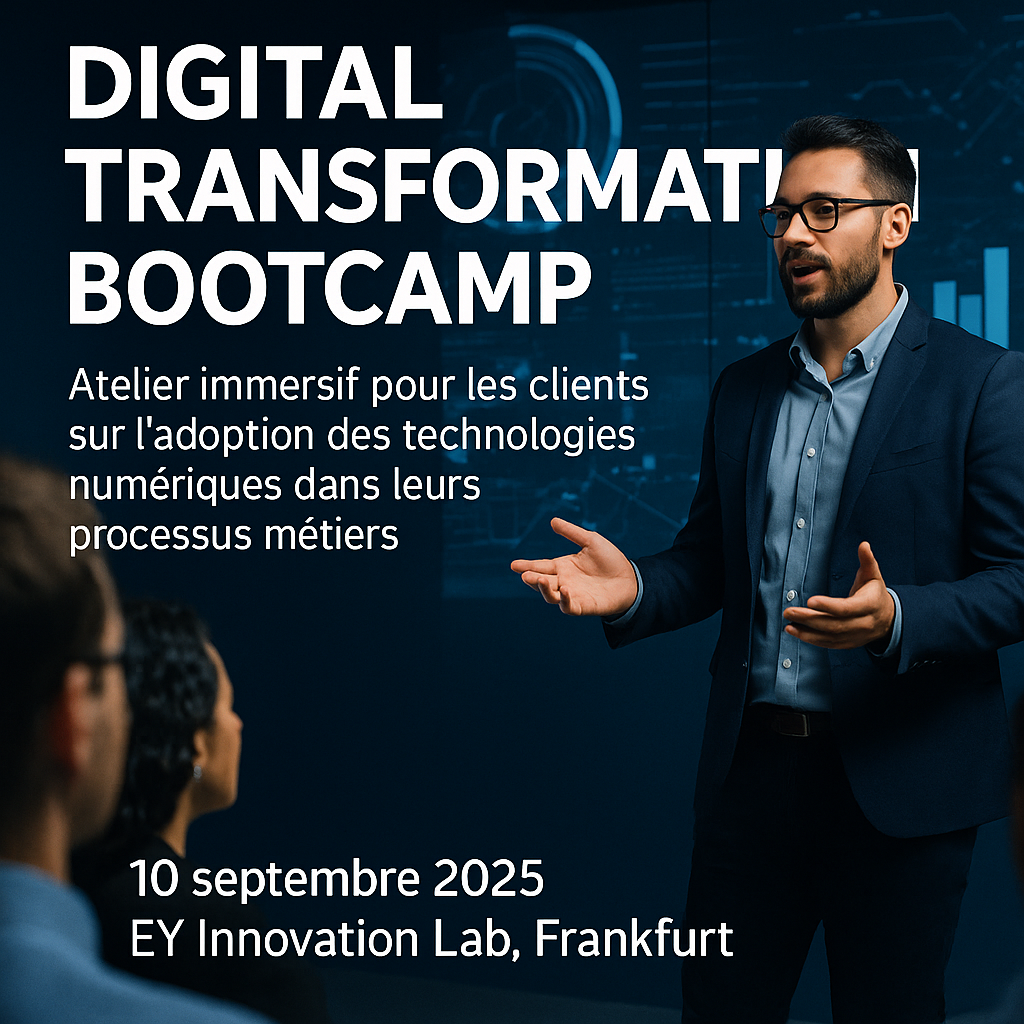 DIGITAL
TRANSFORMATION
BOOTCAMP
Atelier immersif pour les clients
sur l'adoption des technologies
numériques dans leurs
processus métiers
10 septembre 2025
EY Innovation Lab, Frankfurt